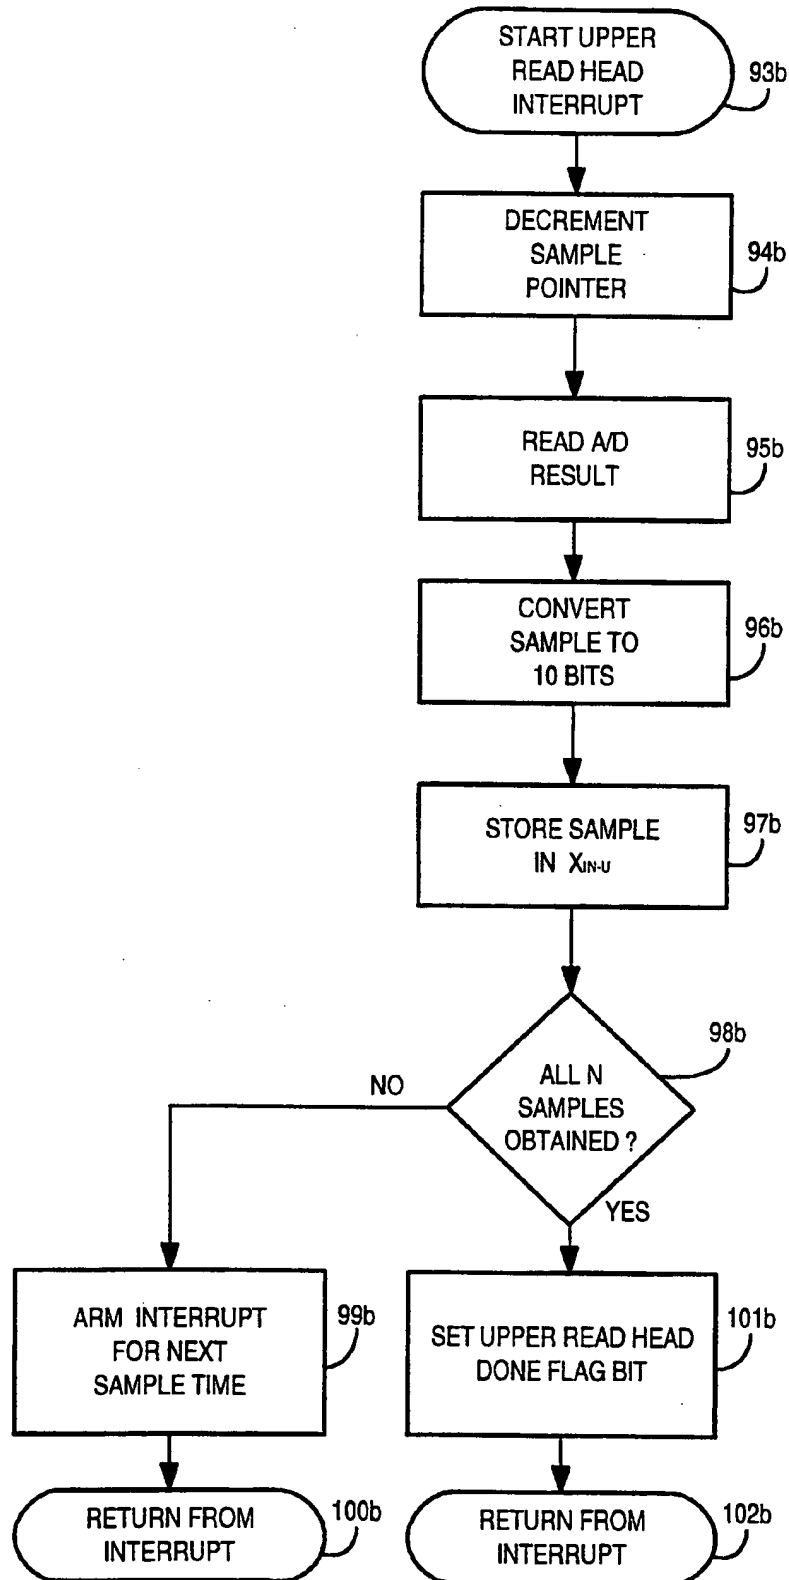 START UPPER
READ HEAD
INTERRUPT
93b
DECREMENT
SAMPLE
POINTER
94b
READ A/D
RESULT
95b
CONVERT
SAMPLE TO
10 BITS
96b
STORE SAMPLE
IN XIN-U
97b
ALL N
SAMPLES
OBTAINED ?
98b
NO
YES
ARM INTERRUPT
FOR NEXT
SAMPLE TIME
99b
SET UPPER READ HEAD
DONE FLAG BIT
101b
RETURN FROM
INTERRUPT
100b
RETURN FROM
INTERRUPT
102b